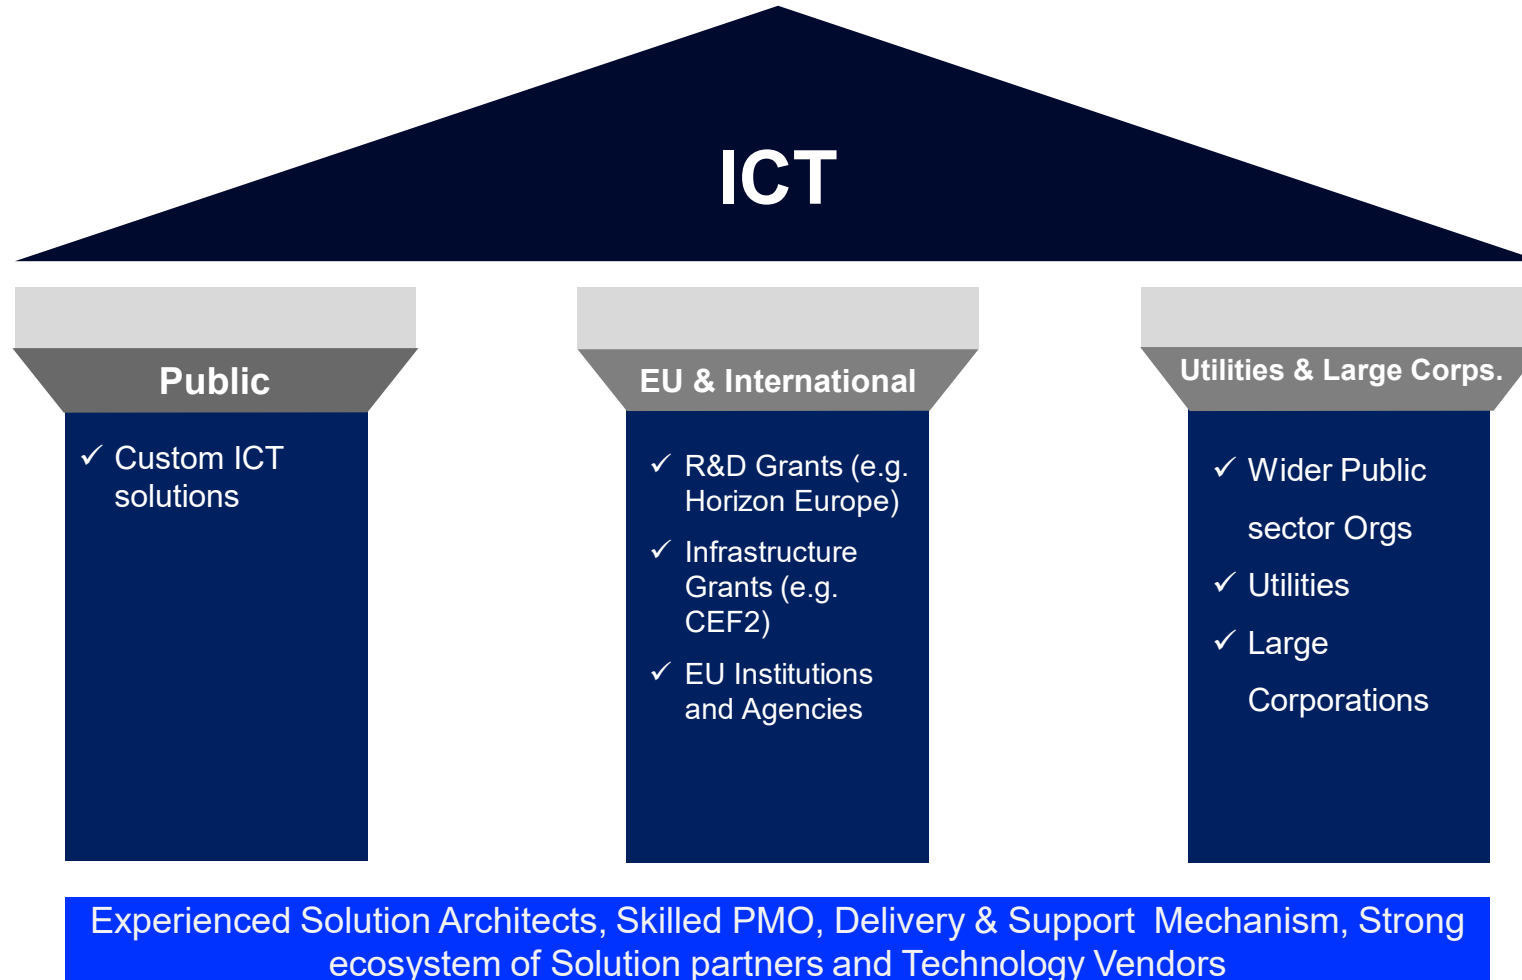 ICT
Public
✓ Custom ICT
solutions
EU & International
✓ R&D Grants (e.g.
Horizon Europe)
✓ Infrastructure
Grants (e.g.
CEF2)
✓ EU Institutions
and Agencies
Utilities & Large Corps.
✓ Wider Public
sector Orgs
✓ Utilities
✓ Large
Corporations
Experienced Solution Architects, Skilled PMO, Delivery & Support  Mechanism, Strong
ecosystem of Solution partners and Technology Vendors